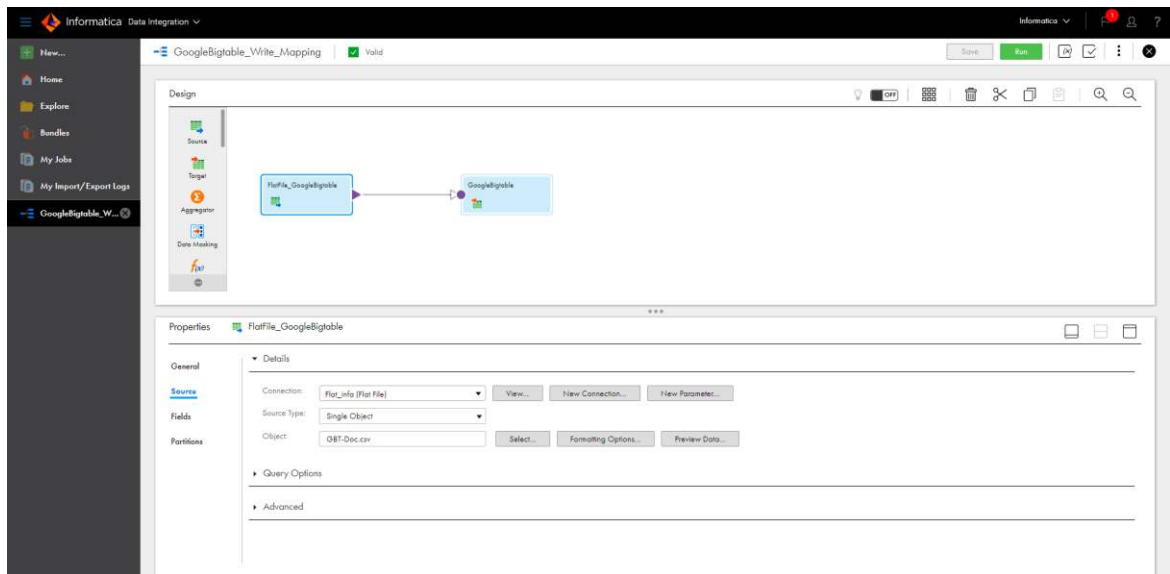 Informatica Data Integration
Informatica
1
?
New...
Home
Explore
Bundles
My Jobs
My Import/Export Logs
GoogleBigtable_W...
GoogleBigtable_Write_Mapping
Valid
Save
Run
Design
OFF
Source
Target
Aggregator
Data Masking
f(x)
FlatFile_GoogleBigtable
GoogleBigtable
Properties FlatFile_GoogleBigtable
General
Source
Fields
Partitions
Details
Connection: Flat_info (Flat File) View... New Connection... New Parameter...
Source Type: Single Object
Object: GBT-Doc.csv Select... Formatting Options... Preview Data...
Query Options
Advanced